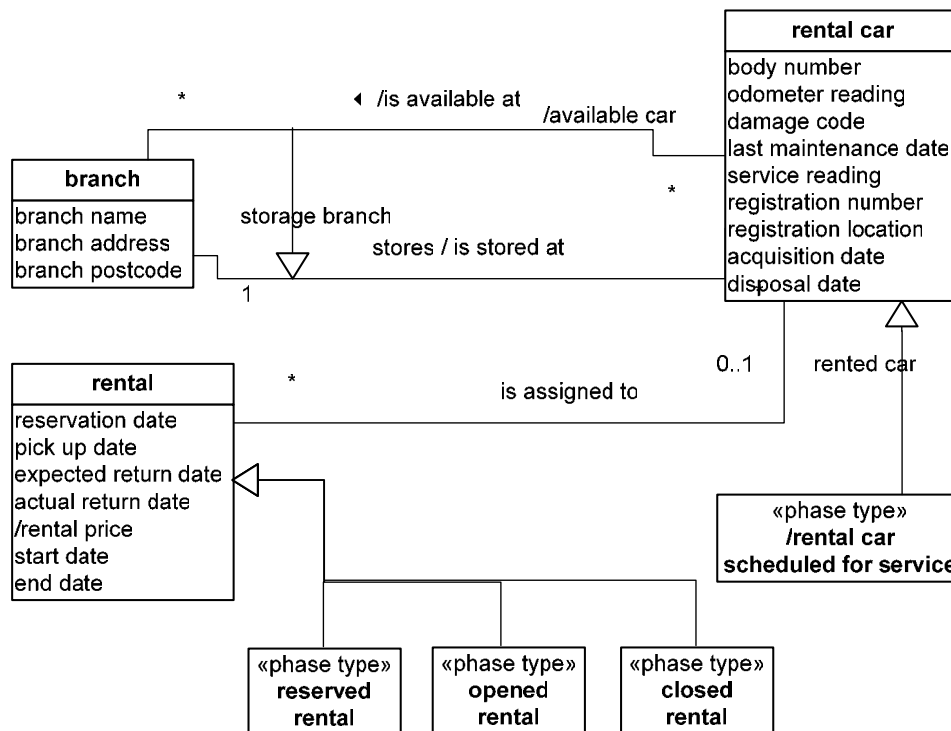 rental car
body number
odometer reading
damage code
last maintenance date
service reading
registration number
registration location
acquisition date
disposal date
*
◄ /is available at
/available car
*
branch
branch name
branch address
branch postcode
storage branch
stores / is stored at
1
*
rental
reservation date
pick up date
expected return date
actual return date
/rental price
start date
end date
*
is assigned to
0..1
rented car
«phase type»
/rental car
scheduled for service
«phase type»
reserved
rental
«phase type»
opened
rental
«phase type»
closed
rental